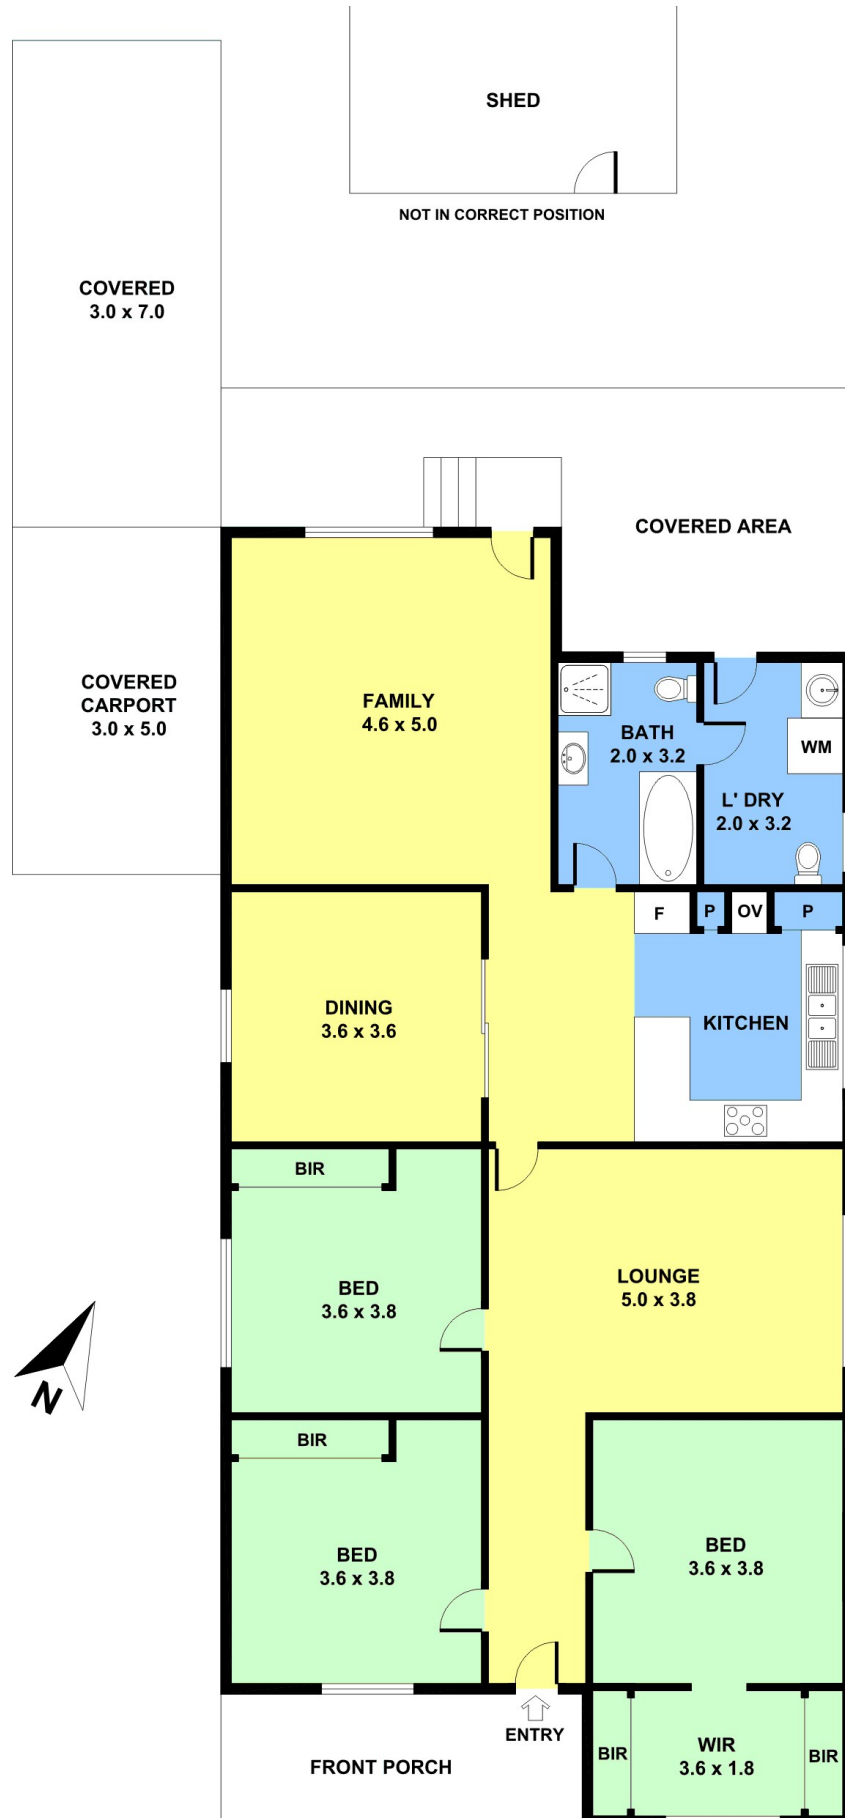 SHED
NOT IN CORRECT POSITION
COVERED
3.0 x 7.0
COVERED AREA
COVERED
CARPORT
3.0 x 5.0
FAMILY
4.6 x 5.0
BATH
2.0 x 3.2
WM
L' DRY
2.0 x 3.2
F
P
OV
P
DINING
3.6 x 3.6
KITCHEN
BIR
BED
3.6 x 3.8
LOUNGE
5.0 x 3.8
N
BIR
BED
3.6 x 3.8
BED
3.6 x 3.8
ENTRY
FRONT PORCH
BIR
WIR
3.6 x 1.8
BIR